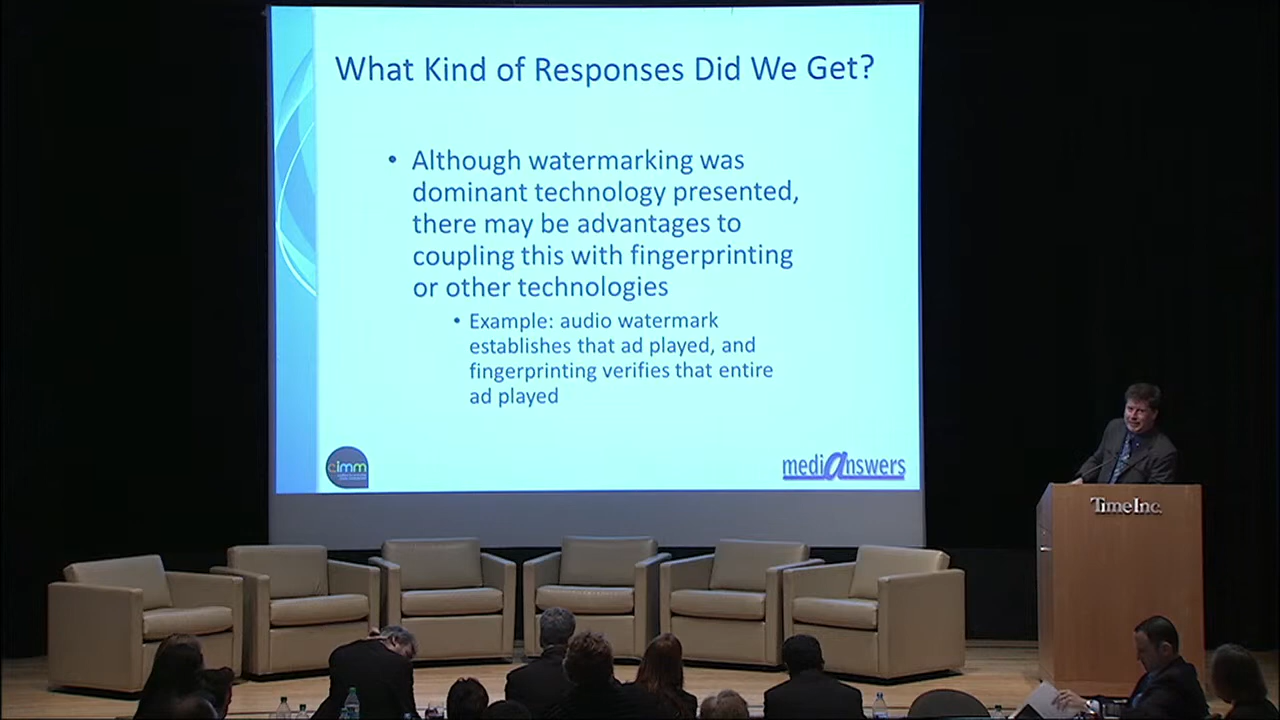 What Kind of Responses Did We Get?
• Although watermarking was
dominant technology presented,
there may be advantages to
coupling this with fingerprinting
or other technologies
• Example: audio watermark
establishes that ad played, and
fingerprinting verifies that entire
ad played
cimm
mediAnswers
Time Inc.